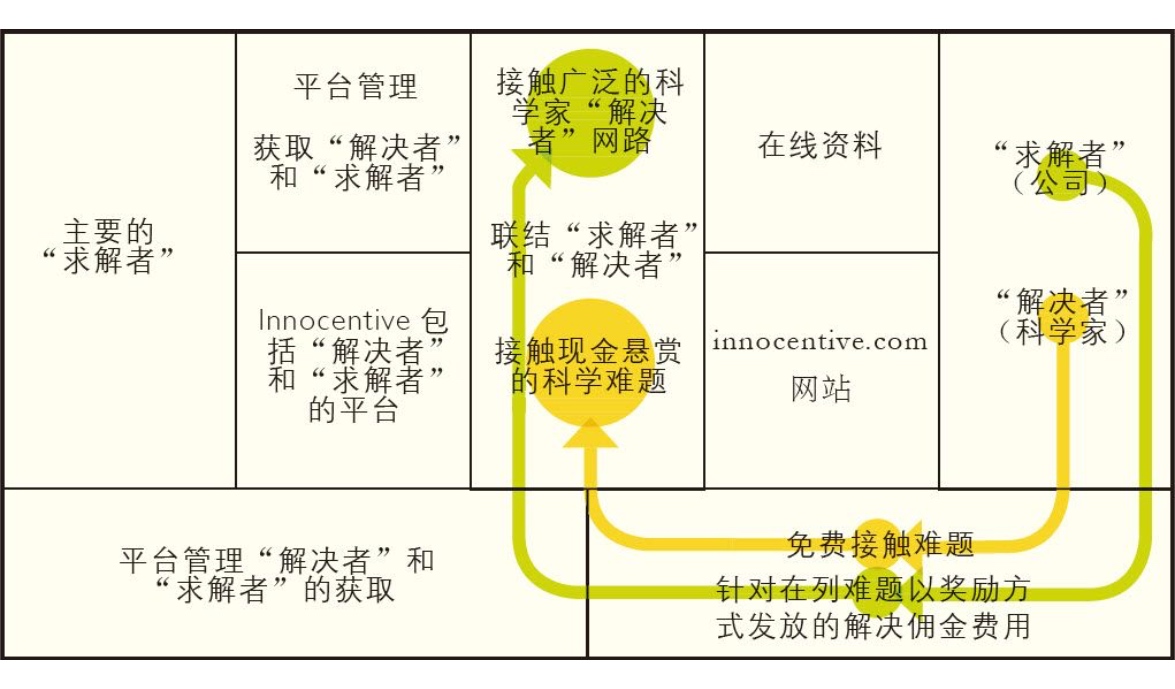 主要的
“求解者”
平台管理
获取“解决者”
和“求解者”
Innocentive 包
括“解决者”
和“求解者”
的平台
接触广泛的科
学家“解决
者”网路
联结“求解者”
和“解决者”
接触现金悬赏
的科学难题
在线资料
innocentive.com
网站
“求解者”
（公司）
“解决者”
（科学家）
平台管理“解决者”和
“求解者”的获取
免费接触难题
针对在列难题以奖励方
式发放的解决佣金费用